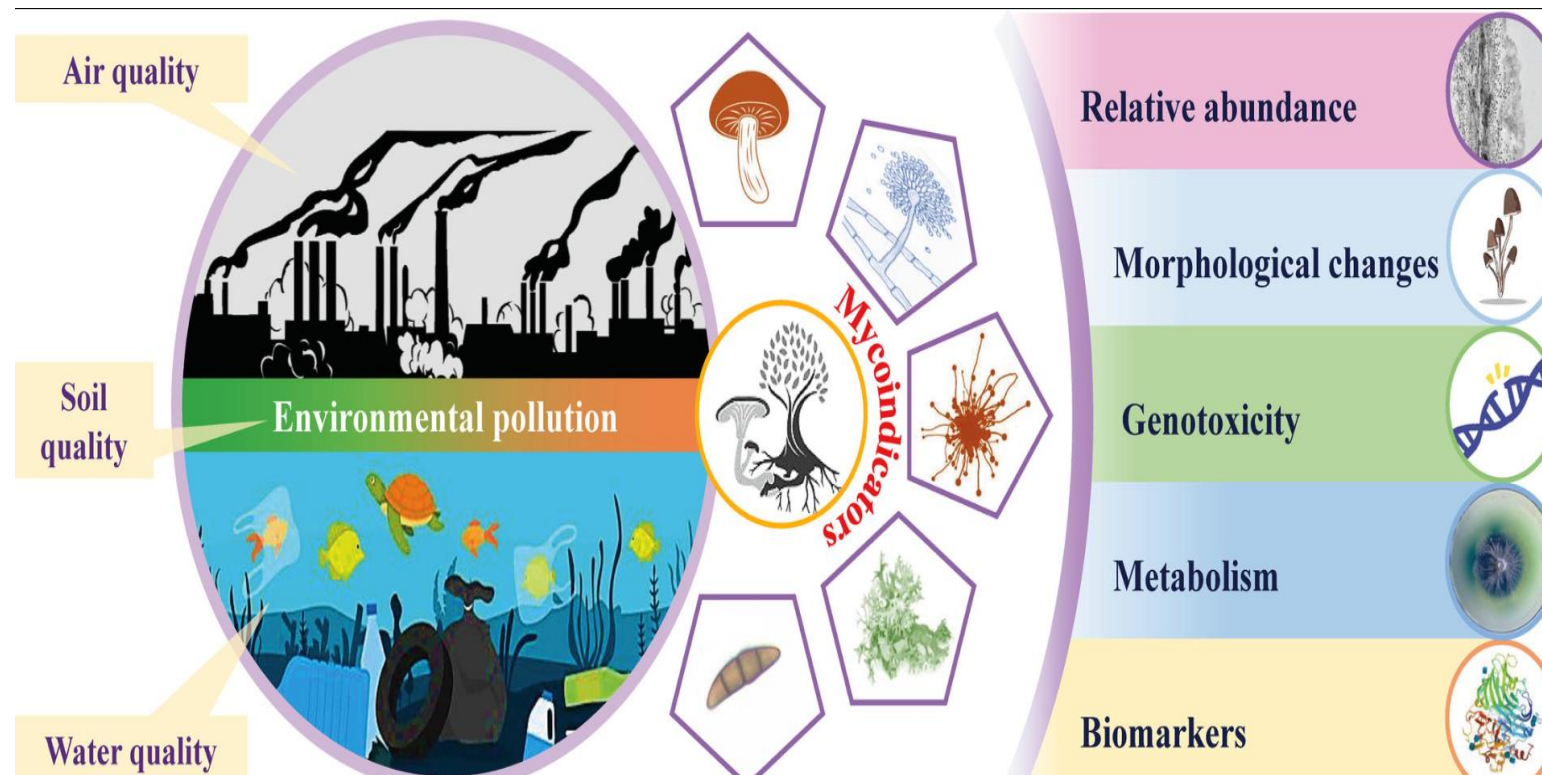 Air quality
Soil
quality
Water quality
Environmental pollution
Mycoindicators
Relative abundance
Morphological changes
Genotoxicity
Metabolism
Biomarkers